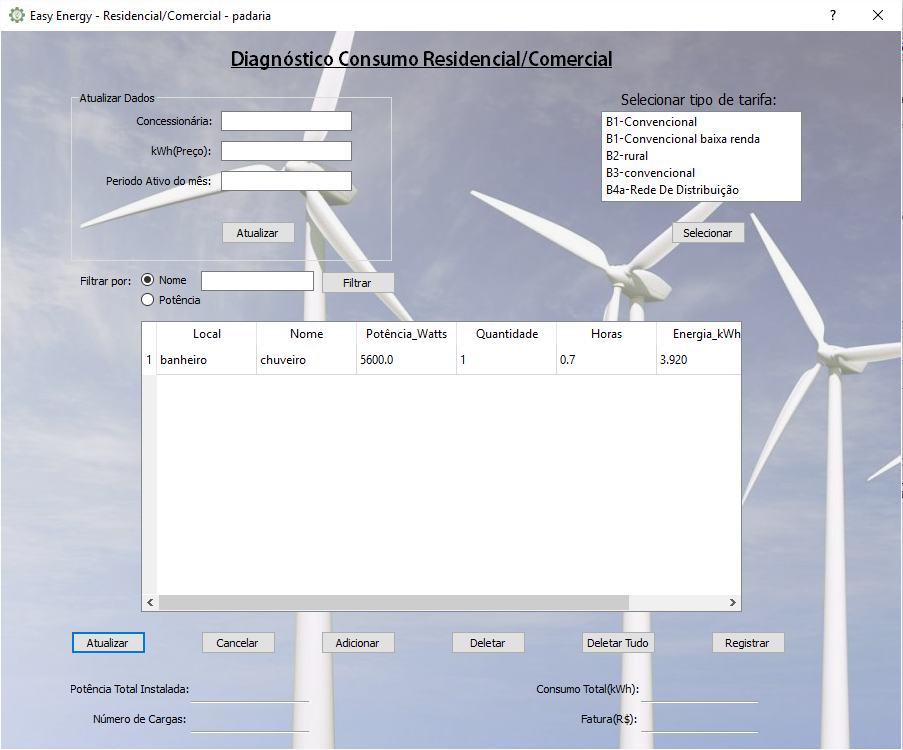 Easy Energy - Residencial/Comercial - padaria
?
Diagnóstico Consumo Residencial/Comercial
Atualizar Dados
Concessionária:
kWh(Preço):
Periodo Ativo do mês:
Atualizar
Selecionar tipo de tarifa:
B1-Convencional
B1-Convencional baixa renda
B2-rural
B3-convencional
B4a-Rede De Distribuição
Selecionar
Filtrar por: Nome Filtrar
Potência
Local Nome Potência_Watts Quantidade Horas Energia_kWh
1 banheiro chuveiro 5600.0 1 0.7 3.920
Atualizar Cancelar Adicionar Deletar Deletar Tudo Registrar
Potência Total Instalada: Consumo Total(kWh):
Número de Cargas: Fatura(R$):